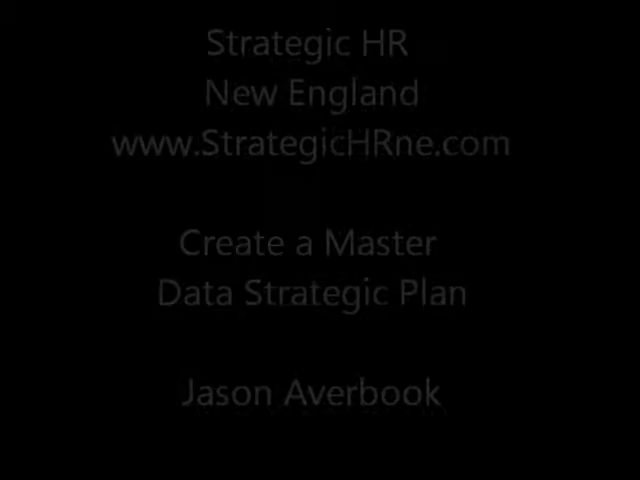 Strategic HR
New England
www.StrategicHRne.com
Create a Master
Data Strategic Plan
Jason Averbook